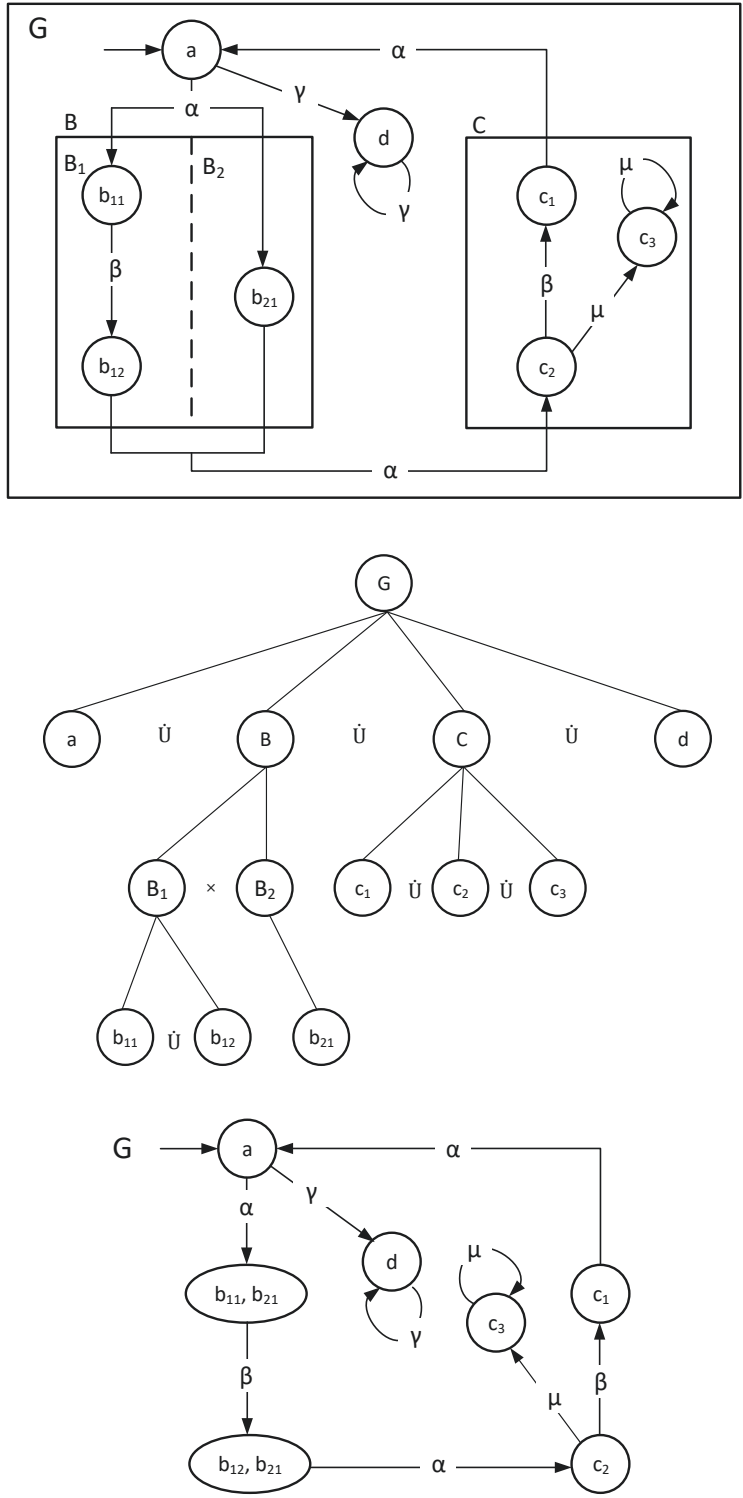 G
a
α
γ
α
d
γ
B
B₁
B₂
b₁₁
β
b₂₁
b₁₂
C
c₁
μ
c₃
β
μ
c₂
α
G
a U̇ B U̇ C U̇ d
B₁ × B₂ c₁ U̇ c₂ U̇ c₃
b₁₁ U̇ b₁₂ b₂₁
G
a
α
α
γ
d
γ
μ
c₃
c₁
b₁₁, b₂₁
β
μ
β
b₁₂, b₂₁
α
c₂